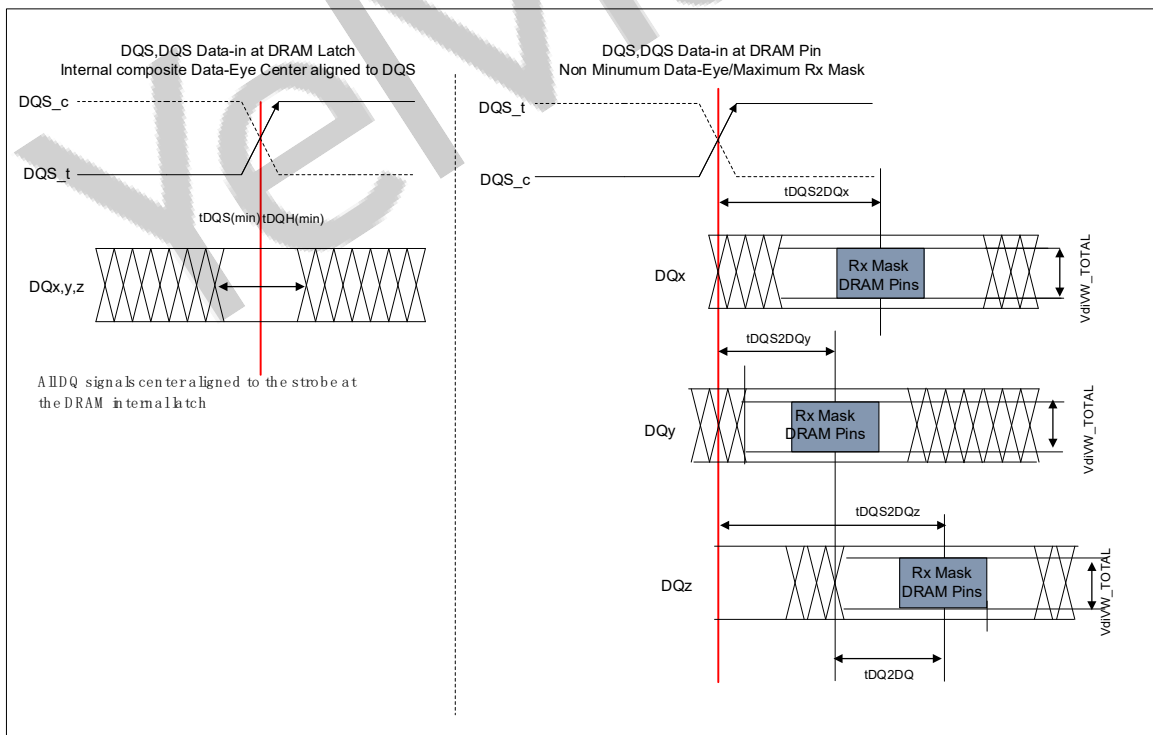 DQS,DQS Data-in at DRAM Latch
Internal composite Data-Eye Center aligned to DQS
DQS_c
DQS_t
tDQS(min) tDQH(min)
DQx,y,z
All DQ signals center aligned to the strobe at
the DRAM internal latch
DQS,DQS Data-in at DRAM Pin
Non Minumum Data-Eye/Maximum Rx Mask
DQS_t
DQS_c
tDQS2DQx
DQx
Rx Mask
DRAM Pins
VdiVW_TOTAL
tDQS2DQy
DQy
Rx Mask
DRAM Pins
VdiVW_TOTAL
tDQS2DQz
DQz
Rx Mask
DRAM Pins
VdiVW_TOTAL
tDQ2DQ